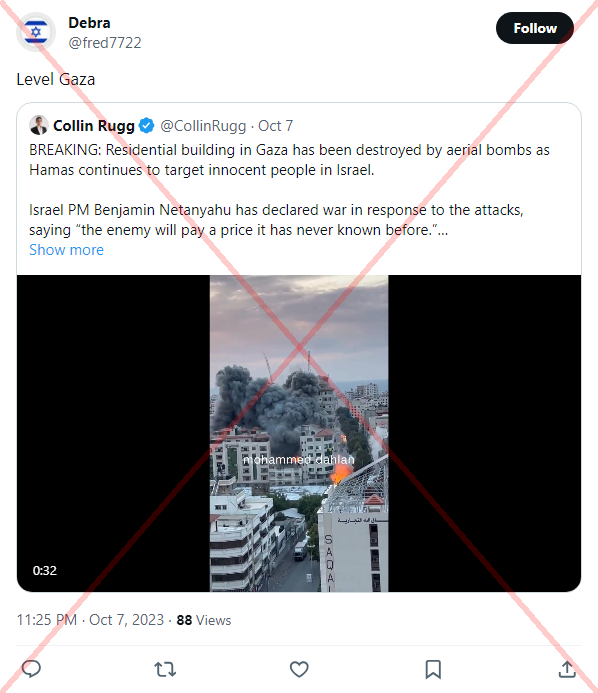 Debra
@fred7722
Follow
Level Gaza
Collin Rugg @CollinRugg · Oct 7
BREAKING: Residential building in Gaza has been destroyed by aerial bombs as
Hamas continues to target innocent people in Israel.
Israel PM Benjamin Netanyahu has declared war in response to the attacks,
saying “the enemy will pay a price it has never known before.”...
Show more
mohammed dahlan
التجارية
SAQA
0:32
11:25 PM · Oct 7, 2023 · 88 Views